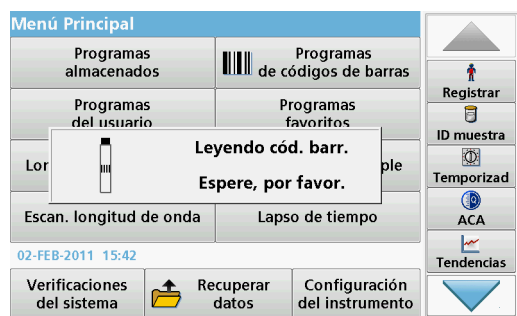 Menú Principal
Programas
almacenados
Programas
de códigos de barras
Programas
del usuario
Programas
favoritos
Leyendo cód. barr.
Espere, por favor.
Escan. longitud de onda
Lapso de tiempo
02-FEB-2011 15:42
Verificaciones
del sistema
Recuperar
datos
Configuración
del instrumento
Registrar
ID muestra
Temporizad
ACA
Tendencias